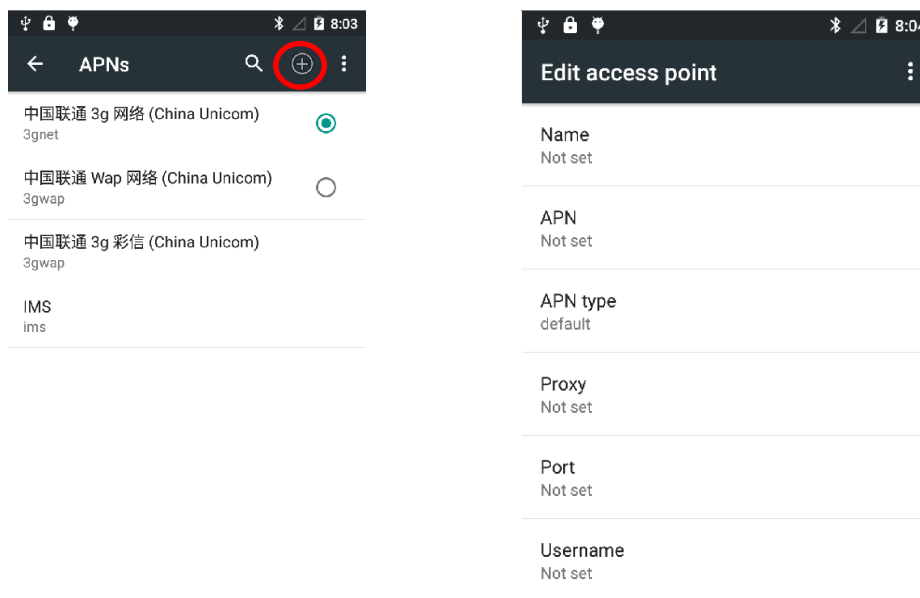 8:03
APNs
中国联通 3g 网络 (China Unicom)
3gnet
中国联通 Wap 网络 (China Unicom)
3gwap
中国联通 3g 彩信 (China Unicom)
3gwap
IMS
ims
8:04
Edit access point
Name
Not set
APN
Not set
APN type
default
Proxy
Not set
Port
Not set
Username
Not set